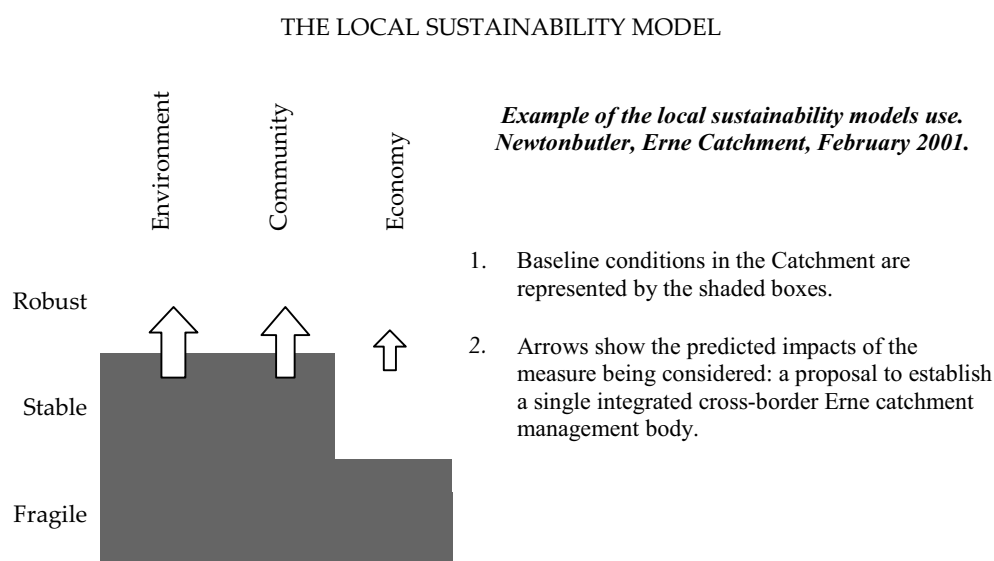 THE LOCAL SUSTAINABILITY MODEL
Environment
Community
Economy
Example of the local sustainability models use.
Newtonbutler, Erne Catchment, February 2001.
1. Baseline conditions in the Catchment are
represented by the shaded boxes.
2. Arrows show the predicted impacts of the
measure being considered: a proposal to establish
a single integrated cross-border Erne catchment
management body.
Robust
Stable
Fragile